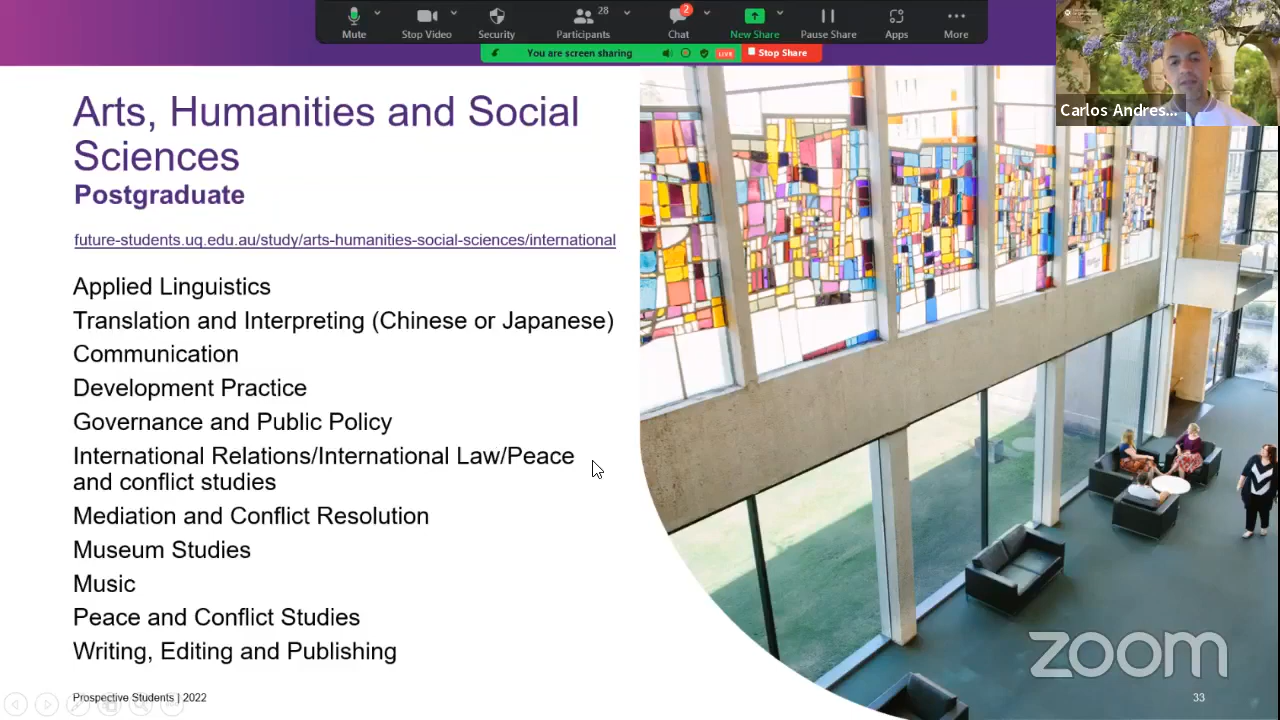 28
2
Mute
Stop Video
Security
Participants
Chat
New Share
Pause Share
Apps
More
You are screen sharing
LIVE
Stop Share
Carlos Andres...
Arts, Humanities and Social
Sciences
Postgraduate
future-students.uq.edu.au/study/arts-humanities-social-sciences/international
Applied Linguistics
Translation and Interpreting (Chinese or Japanese)
Communication
Development Practice
Governance and Public Policy
International Relations/International Law/Peace
and conflict studies
Mediation and Conflict Resolution
Museum Studies
Music
Peace and Conflict Studies
Writing, Editing and Publishing
zoom
Prospective Students | 2022
33